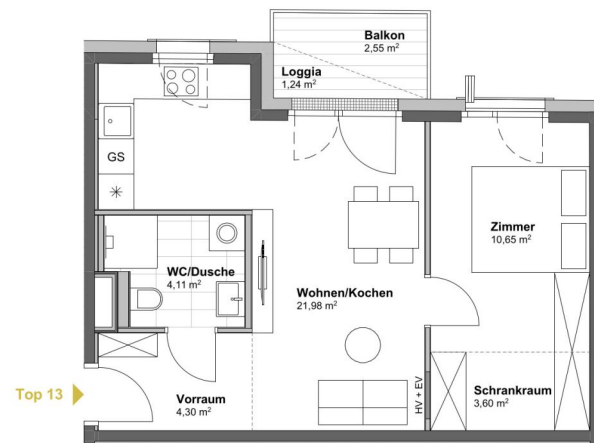 Balkon
2,55 m²
Loggia
1,24 m²
GS
Zimmer
10,65 m²
WC/Dusche
4,11 m²
Wohnen/Kochen
21,98 m²
Top 13
Vorraum
4,30 m²
HV + EV
Schrankraum
3,60 m²